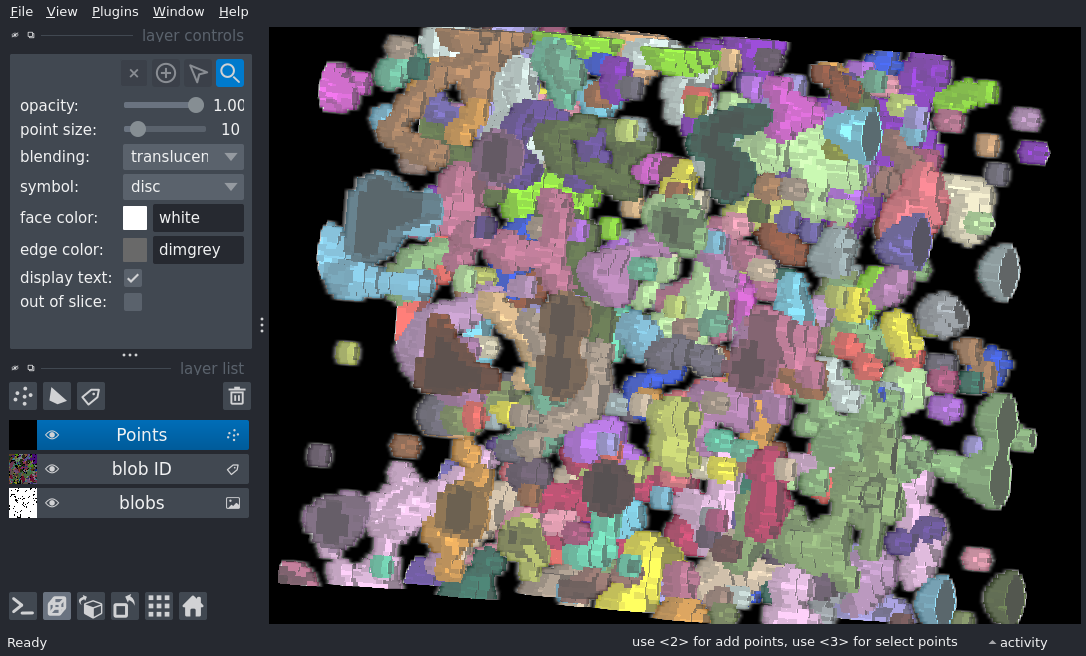 File View Plugins Window Help
layer controls
opacity: 1.00
point size: 10
blending: translucen
symbol: disc
face color: white
edge color: dimgrey
display text:
out of slice:
layer list
Points
blob ID
blobs
Ready
use <2> for add points, use <3> for select points
activity